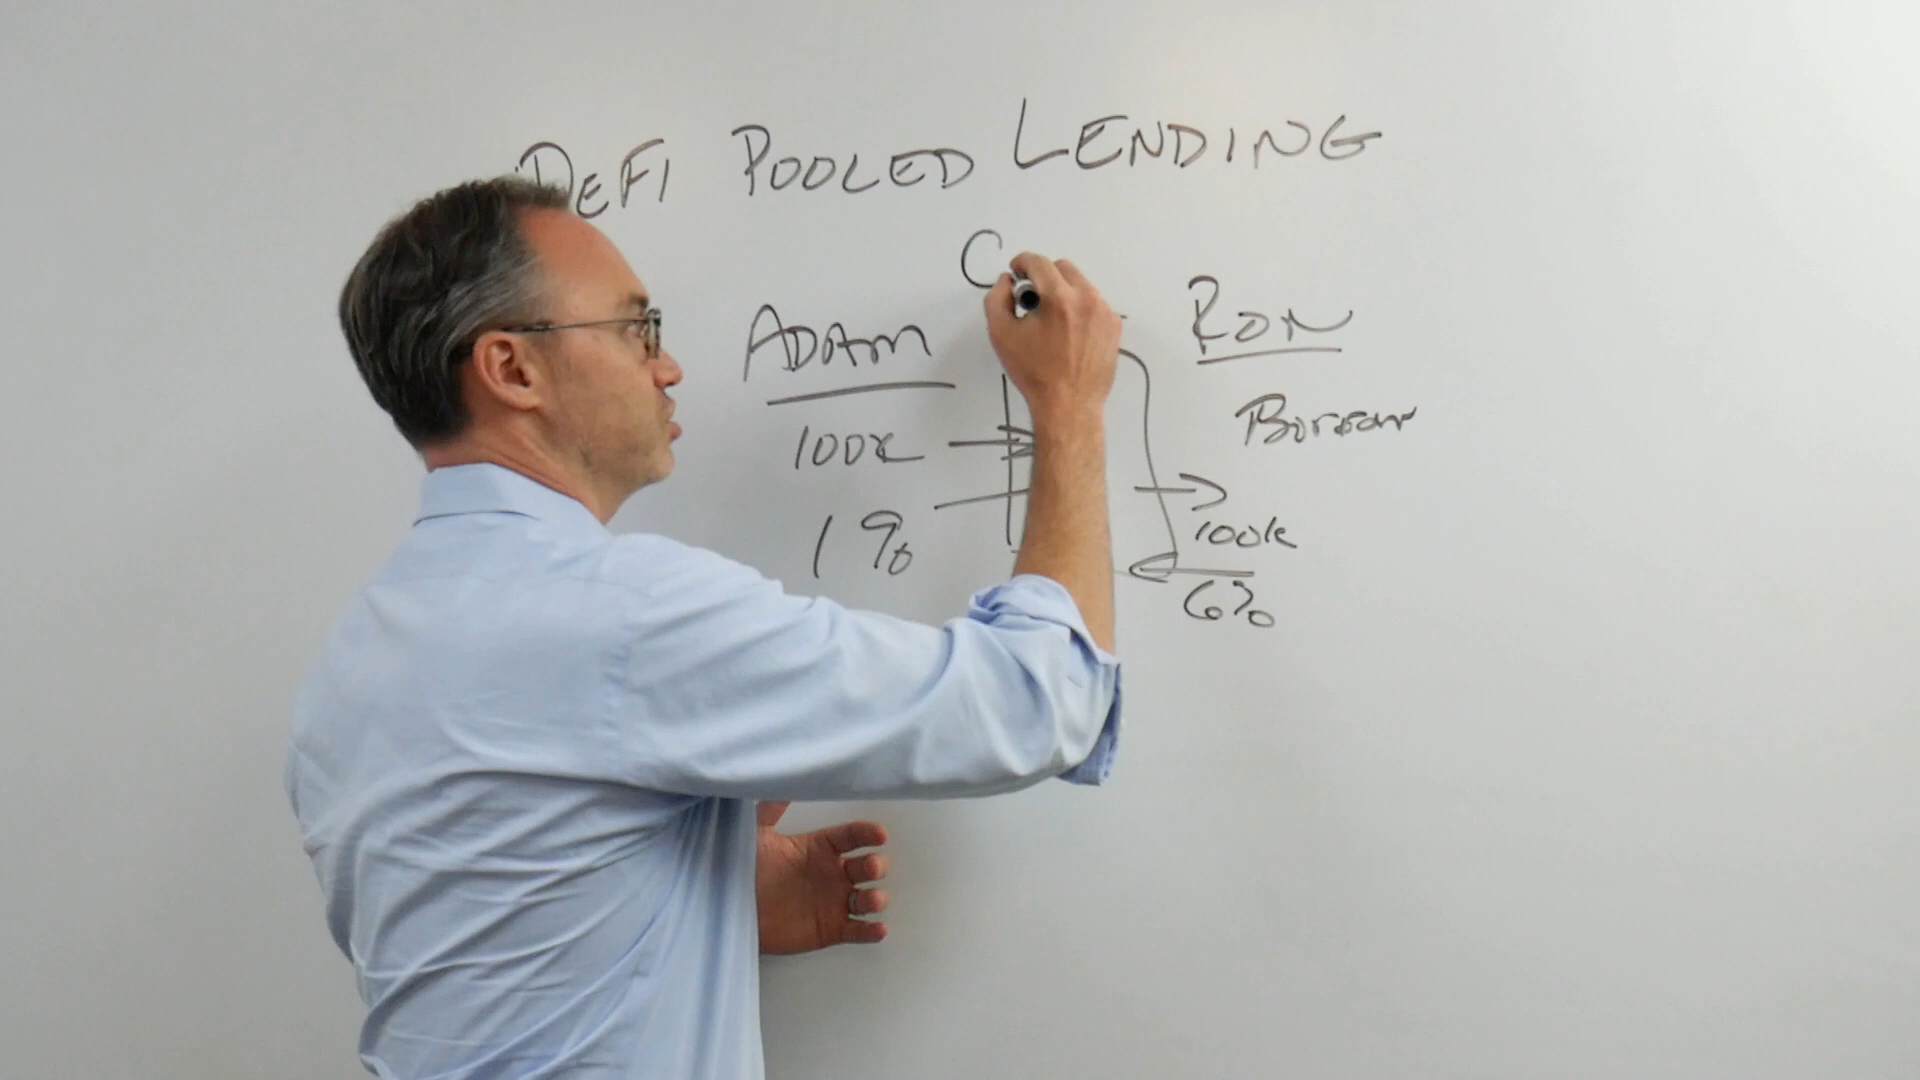 DEFI POOLED LENDING
C
ADAM
RON
Borrow
100k
1%
100k
6%